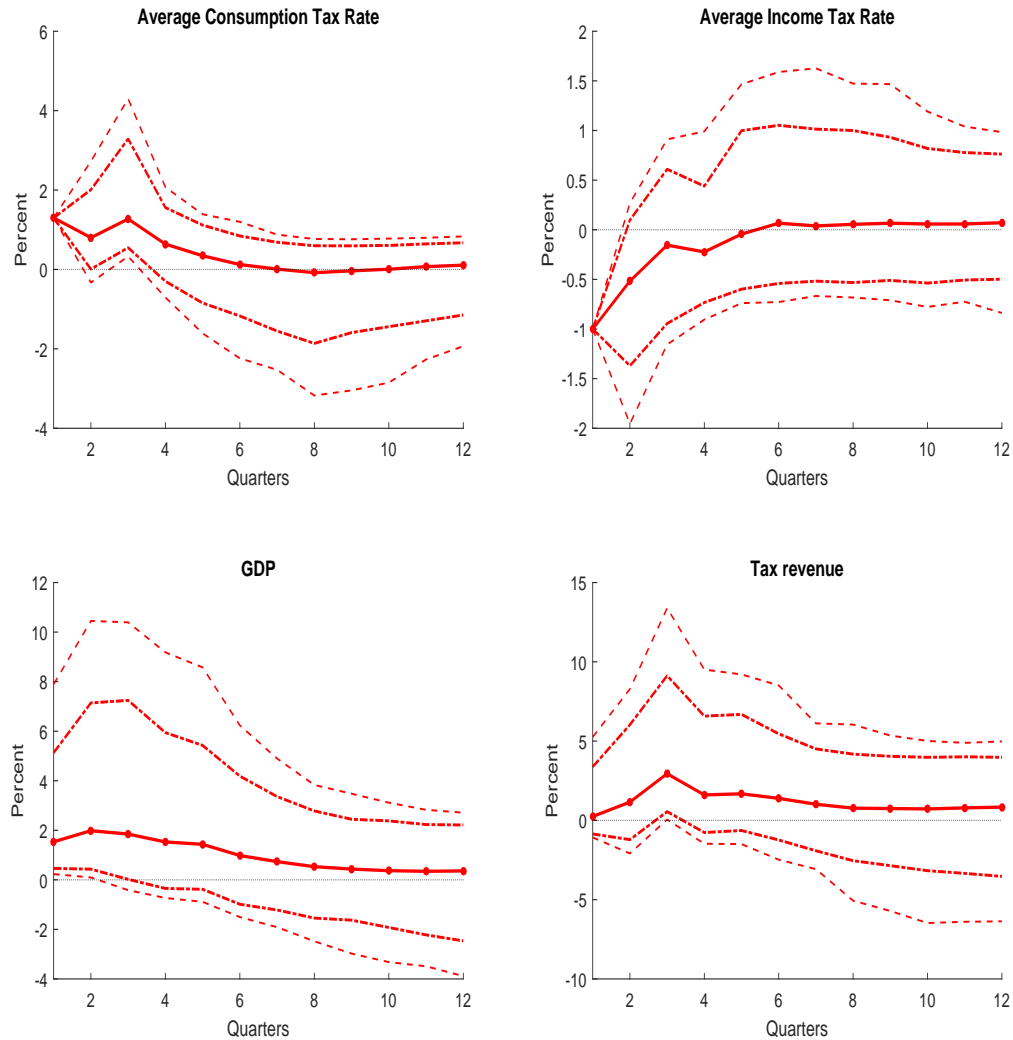 Average Consumption Tax Rate
6
4
2
0
-2
-4
Percent
2 4 6 8 10 12
Quarters
Average Income Tax Rate
2
1.5
1
0.5
0
-0.5
-1
-1.5
-2
Percent
2 4 6 8 10 12
Quarters
GDP
12
10
8
6
4
2
0
-2
-4
Percent
2 4 6 8 10 12
Quarters
Tax revenue
15
10
5
0
-5
-10
Percent
2 4 6 8 10 12
Quarters